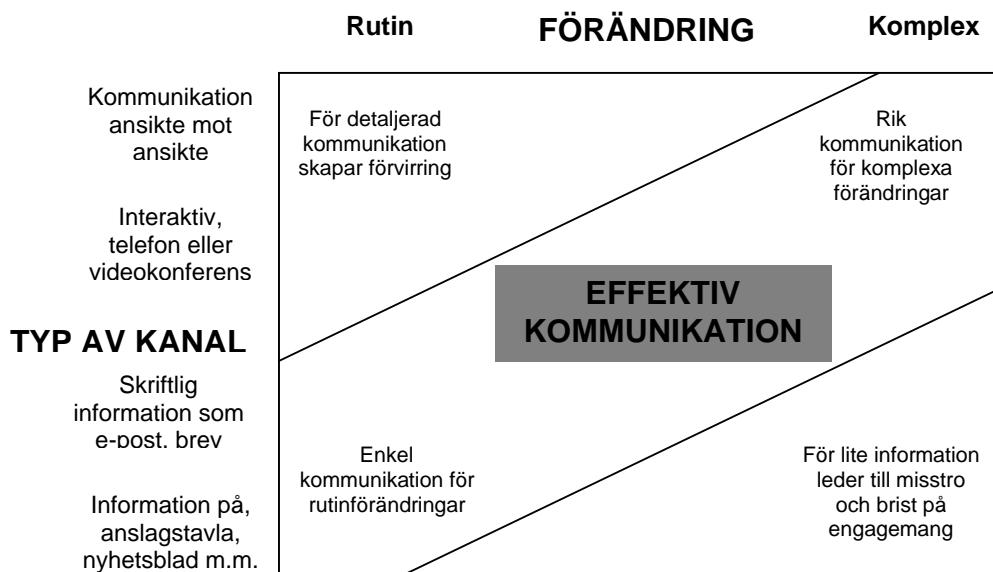 Rutin
FÖRÄNDRING
Komplex
Kommunikation
ansikte mot
ansikte
För detaljerad
kommunikation
skapar förvirring
Rik
kommunikation
för komplexa
förändringar
Interaktiv,
telefon eller
videokonferens
EFFEKTIV
KOMMUNIKATION
TYP AV KANAL
Skriftlig
information som
e-post, brev
Enkel
kommunikation för
rutinförändringar
För lite information
leder till misstro
och brist på
engagemang
Information på,
anslagstavla,
nyhetsblad m.m.